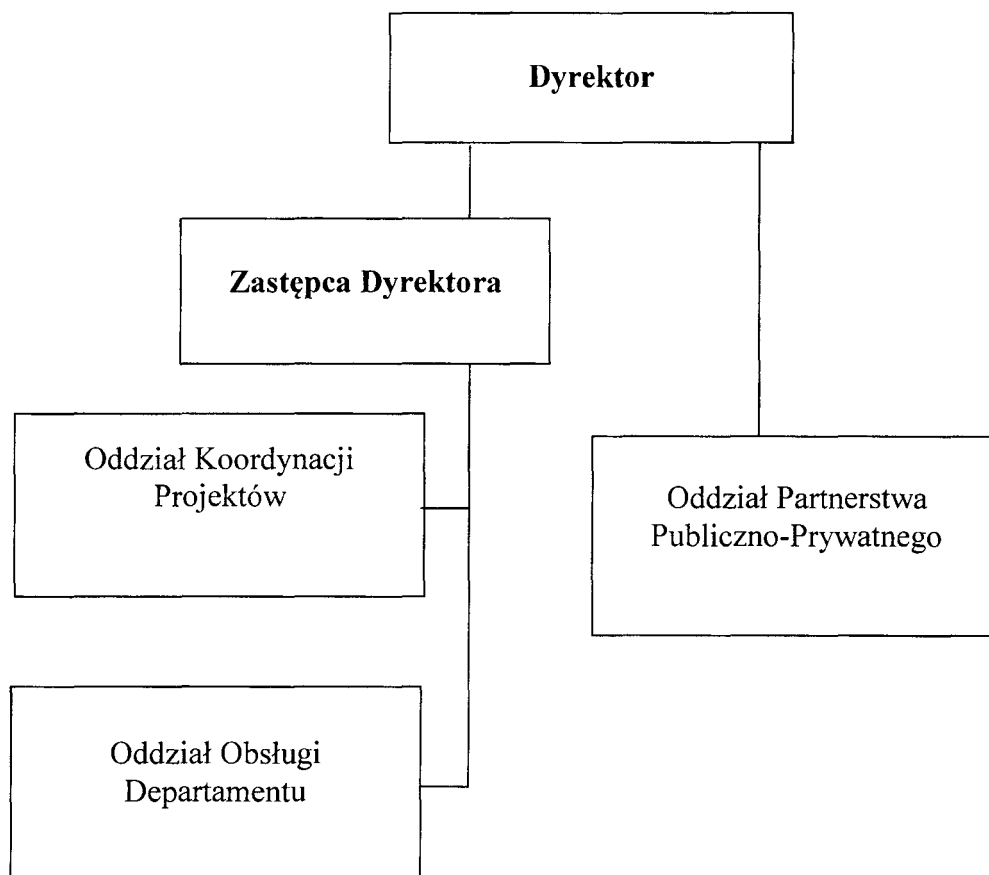 Dyrektor
Zastępca Dyrektora
Oddział Koordynacji
Projektów
Oddział Partnerstwa
Publiczno-Prywatnego
Oddział Obsługi
Departamentu